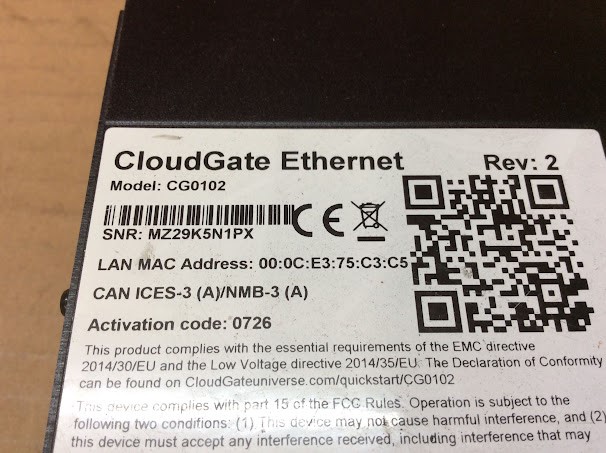 CloudGate Ethernet Rev: 2
Model: CG0102
CE
SNR: MZ29K5N1PX
LAN MAC Address: 00:0C:E3:75:C3:C5
CAN ICES-3 (A)/NMB-3 (A)
Activation code: 0726
This product complies with the essential requirements of the EMC directive
2014/30/EU and the Low Voltage directive 2014/35/EU. The Declaration of Conformity
can be found on CloudGateuniverse.com/quickstart/CG0102
This device complies with part 15 of the FCC Rules. Operation is subject to the
following two conditions: (1) This device may not cause harmful interference, and (2)
this device must accept any interference received, including interference that may